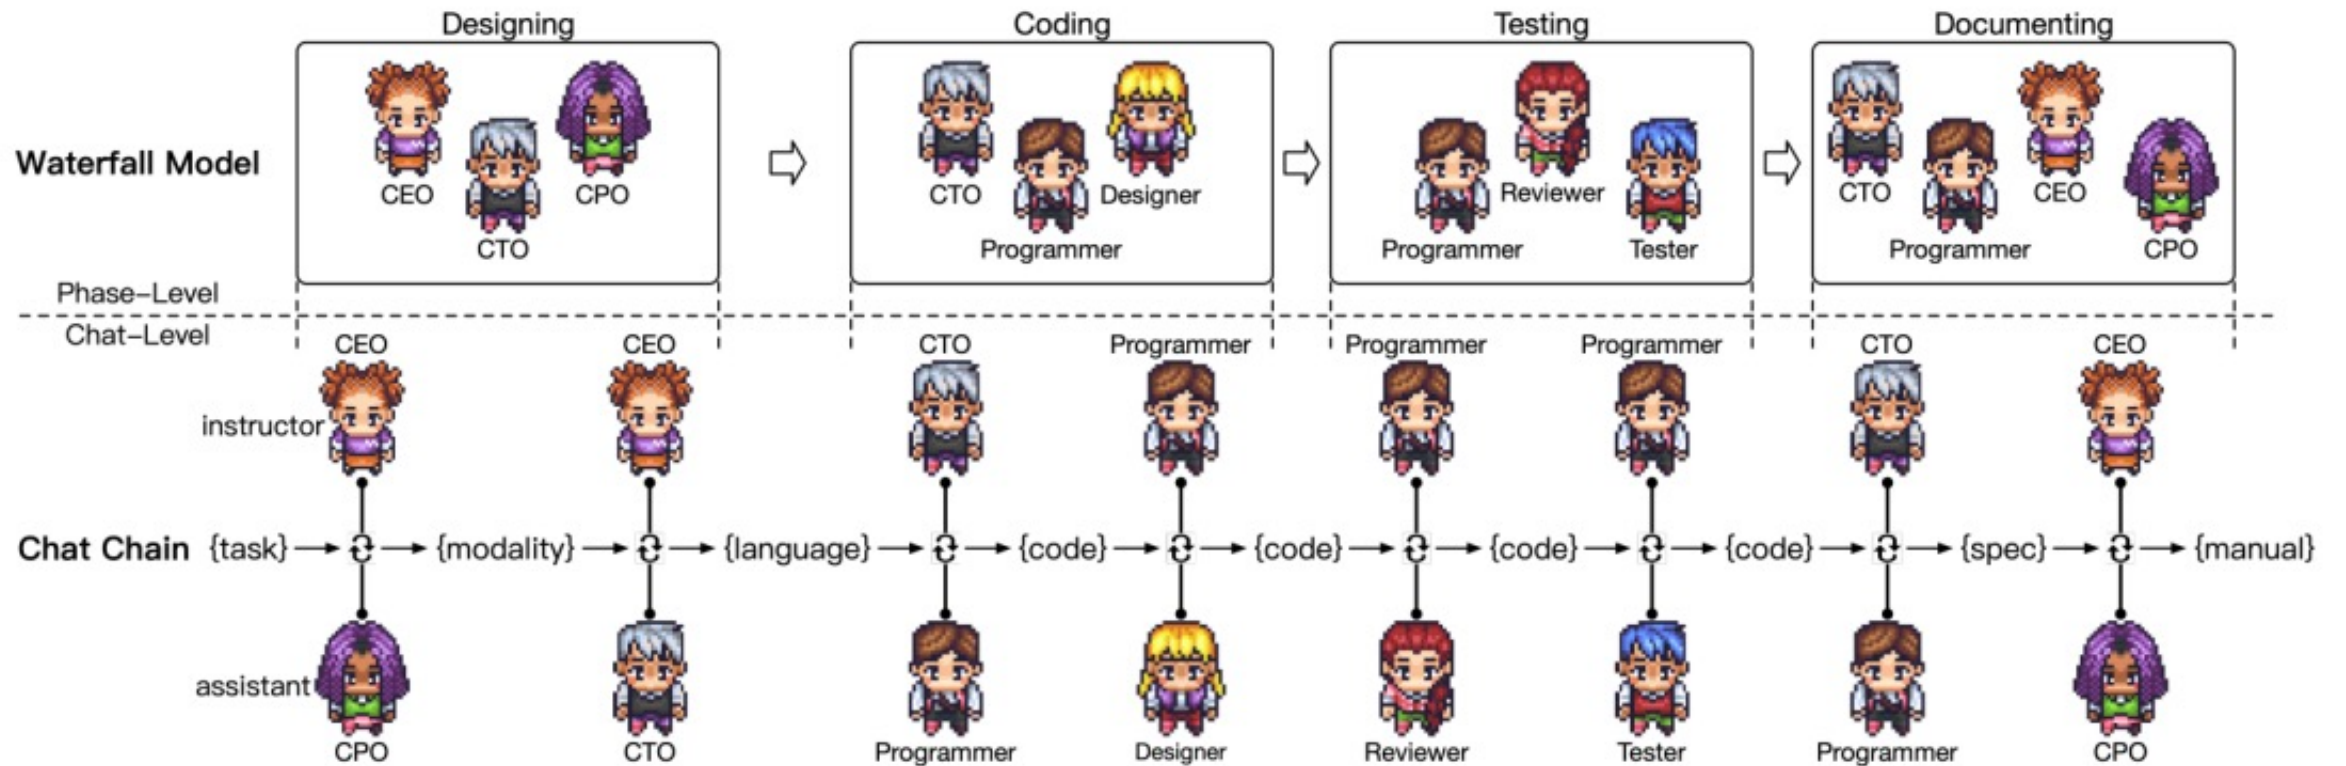 Designing Coding Testing Documenting
Waterfall Model
CEO CPO CTO Designer Reviewer CTO CEO
CTO Programmer Programmer Tester Programmer CPO
Phase-Level
Chat-Level
CEO CEO CTO Programmer Programmer Programmer CTO CEO
instructor
Chat Chain {task} {modality} {language} {code} {code} {code} {code} {spec} {manual}
assistant
CPO CTO Programmer Designer Reviewer Tester Programmer CPO